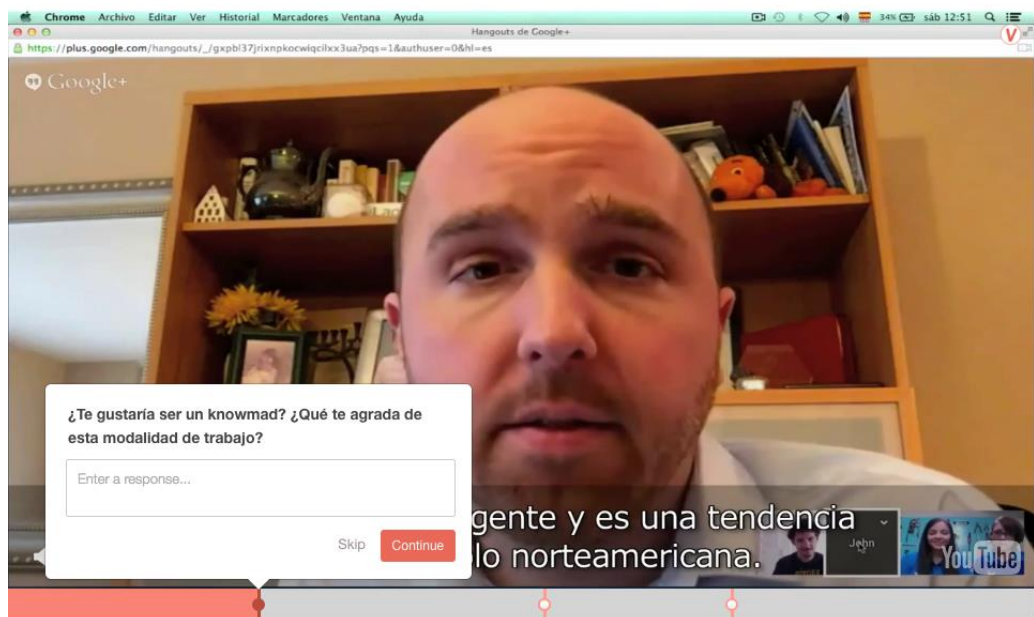 Chrome Archivo Editar Ver Historial Marcadores Ventana Ayuda 34% sáb 12:51
Hangouts de Google+
https://plus.google.com/hangouts/_/gxpbl37jrixnpkocwiqcilxx3ua?pqs=1&authuser=0&hl=es
Google+
¿Te gustaría ser un knowmad? ¿Qué te agrada de
esta modalidad de trabajo?
Enter a response...
Skip Continue
gente y es una tendencia
lo norteamericana.
John
YouTube